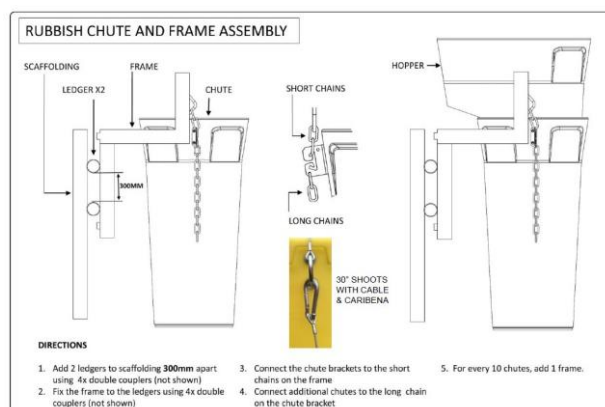 RUBBISH CHUTE AND FRAME ASSEMBLY
SCAFFOLDING
FRAME
LEDGER X2
CHUTE
SHORT CHAINS
HOPPER
300MM
LONG CHAINS
30" SHOOTS
WITH CABLE
& CARIBENA
DIRECTIONS
1. Add 2 ledgers to scaffolding 300mm apart
using 4x double couplers (not shown)
2. Fix the frame to the ledgers using 4x double
couplers (not shown)
3. Connect the chute brackets to the short
chains on the frame
4. Connect additional chutes to the long chain
on the chute bracket
5. For every 10 chutes, add 1 frame.